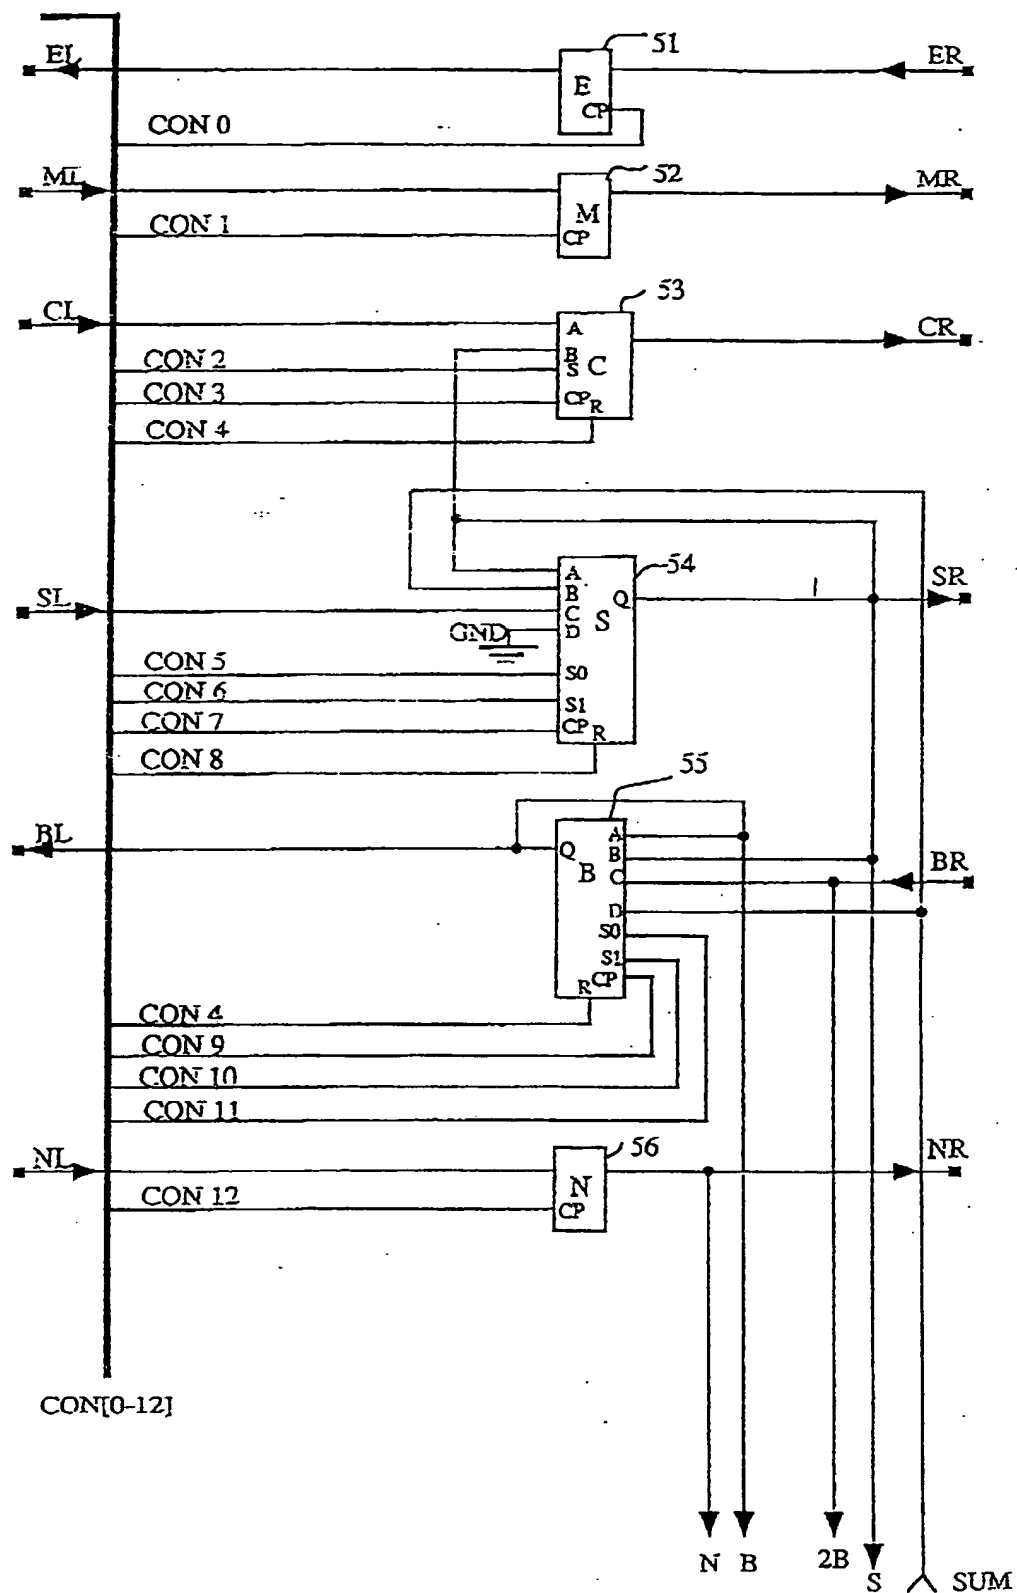 EL
51
ER
E
CP
CON 0
ML
52
MR
M
CON 1
CP
53
CL
A
CR
B
CON 2
S
C
CON 3
CP
R
CON 4
54
A
SR
B
Q
SL
C
S
GND
D
CON 5
S0
CON 6
S1
CON 7
CP
R
CON 8
55
BL
A
Q
B
BR
B
C
D
S0
S1
CP
R
CON 4
CON 9
CON 10
CON 11
NL
56
NR
N
CON 12
CP
CON[0-12]
N
B
2B
S
SUM